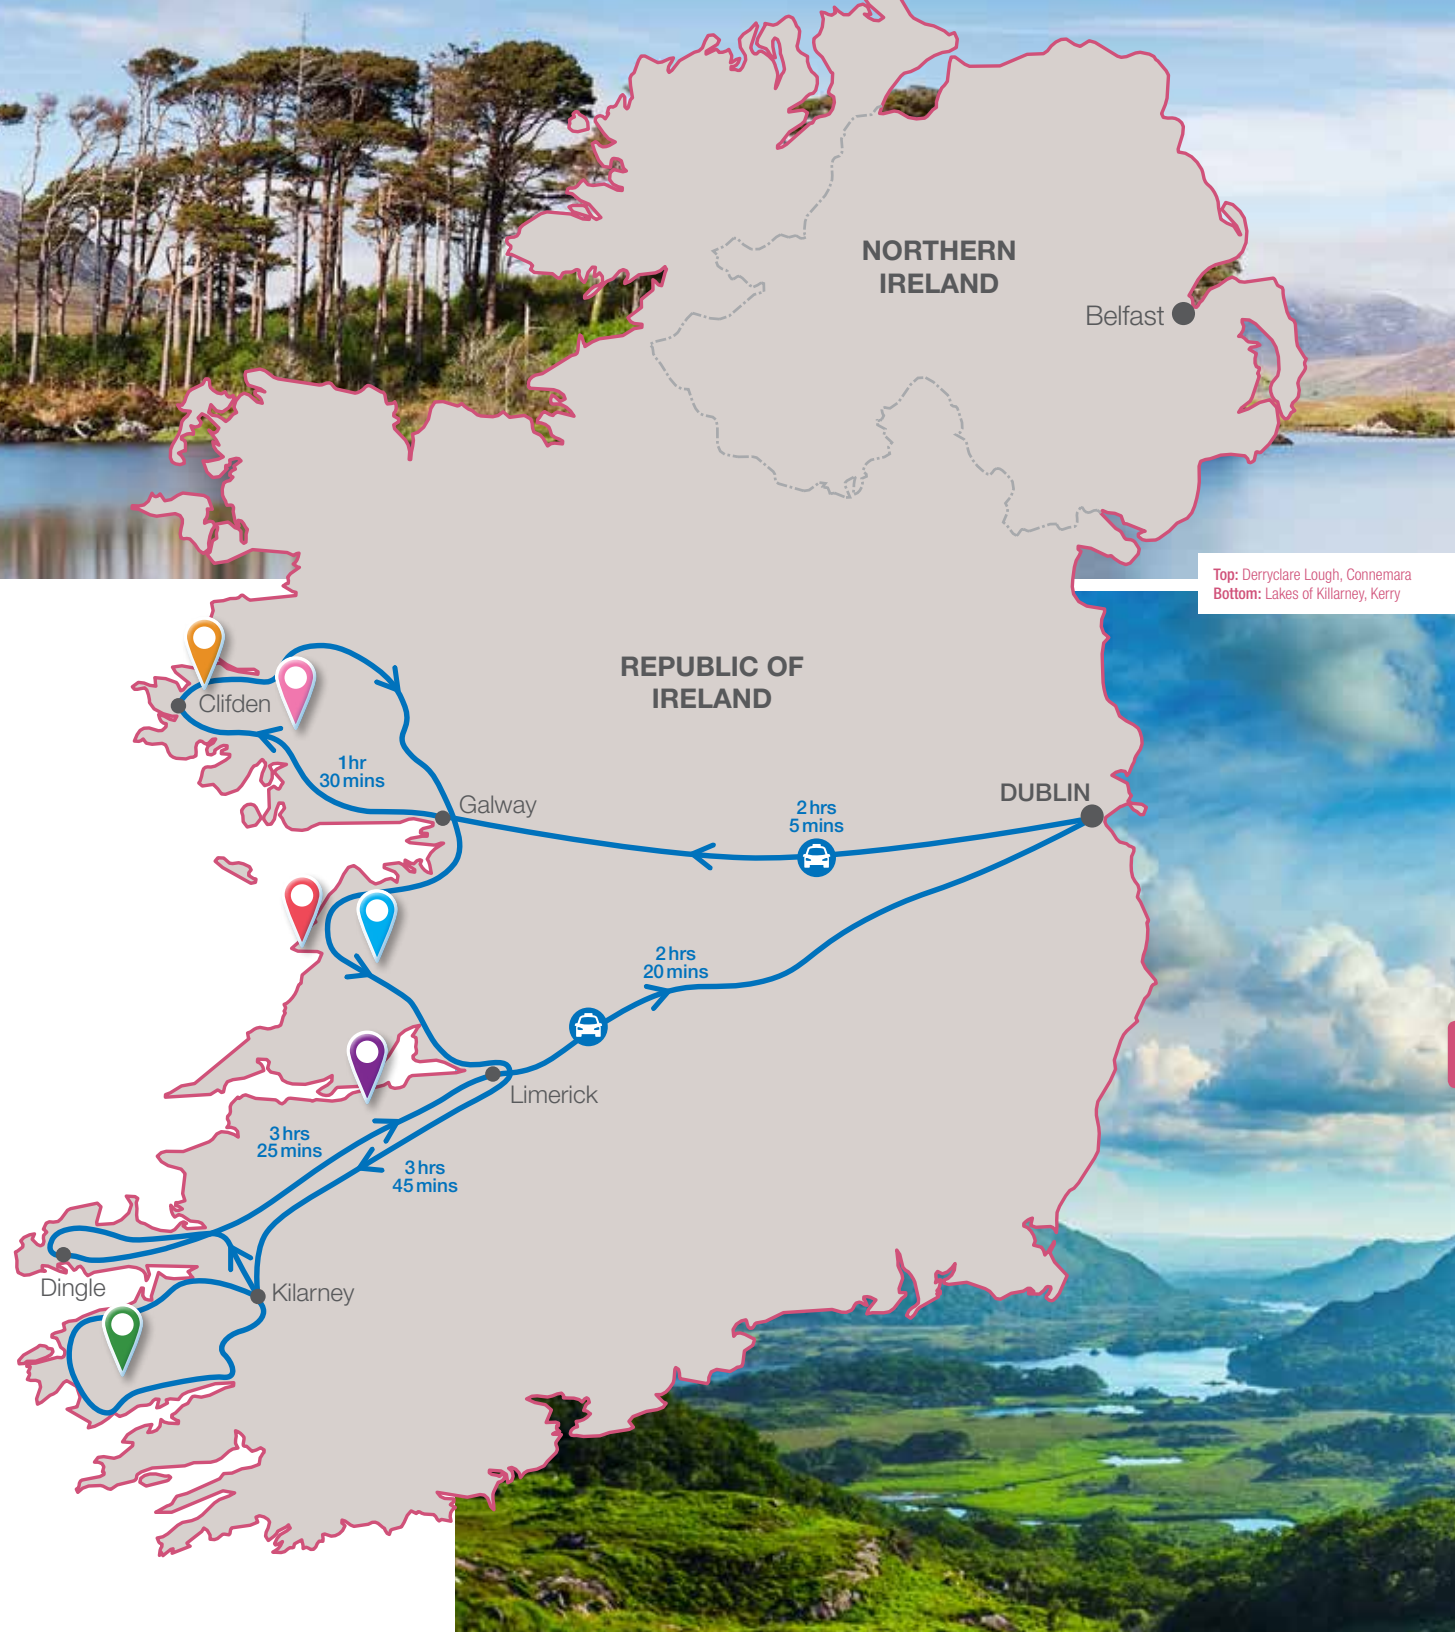 NORTHERN
IRELAND
Belfast
Top: Derryclare Lough, Connemara
Bottom: Lakes of Killarney, Kerry
REPUBLIC OF
IRELAND
Clifden
1 hr
30 mins
Galway
2 hrs
5 mins
DUBLIN
2 hrs
20 mins
Limerick
3 hrs
25 mins
3 hrs
45 mins
Dingle
Kilarney